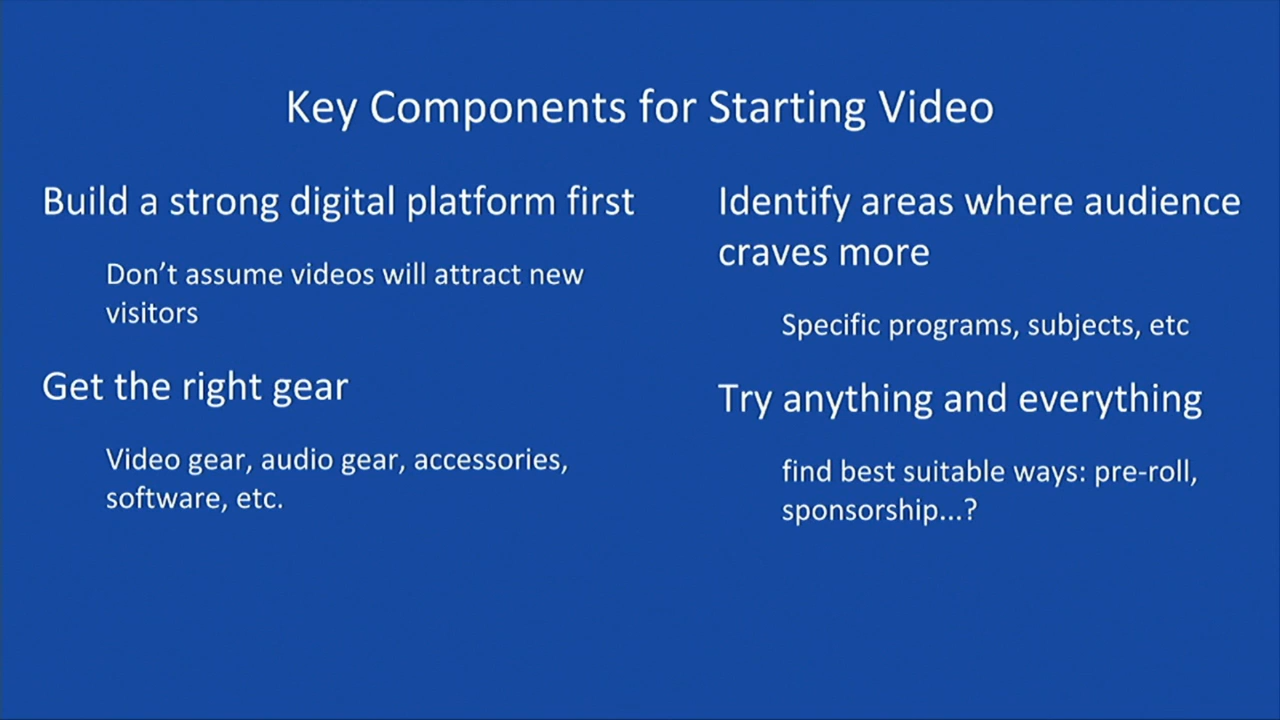 Key Components for Starting Video
Build a strong digital platform first
Don’t assume videos will attract new
visitors
Get the right gear
Video gear, audio gear, accessories,
software, etc.
Identify areas where audience
craves more
Specific programs, subjects, etc
Try anything and everything
find best suitable ways: pre-roll,
sponsorship...?